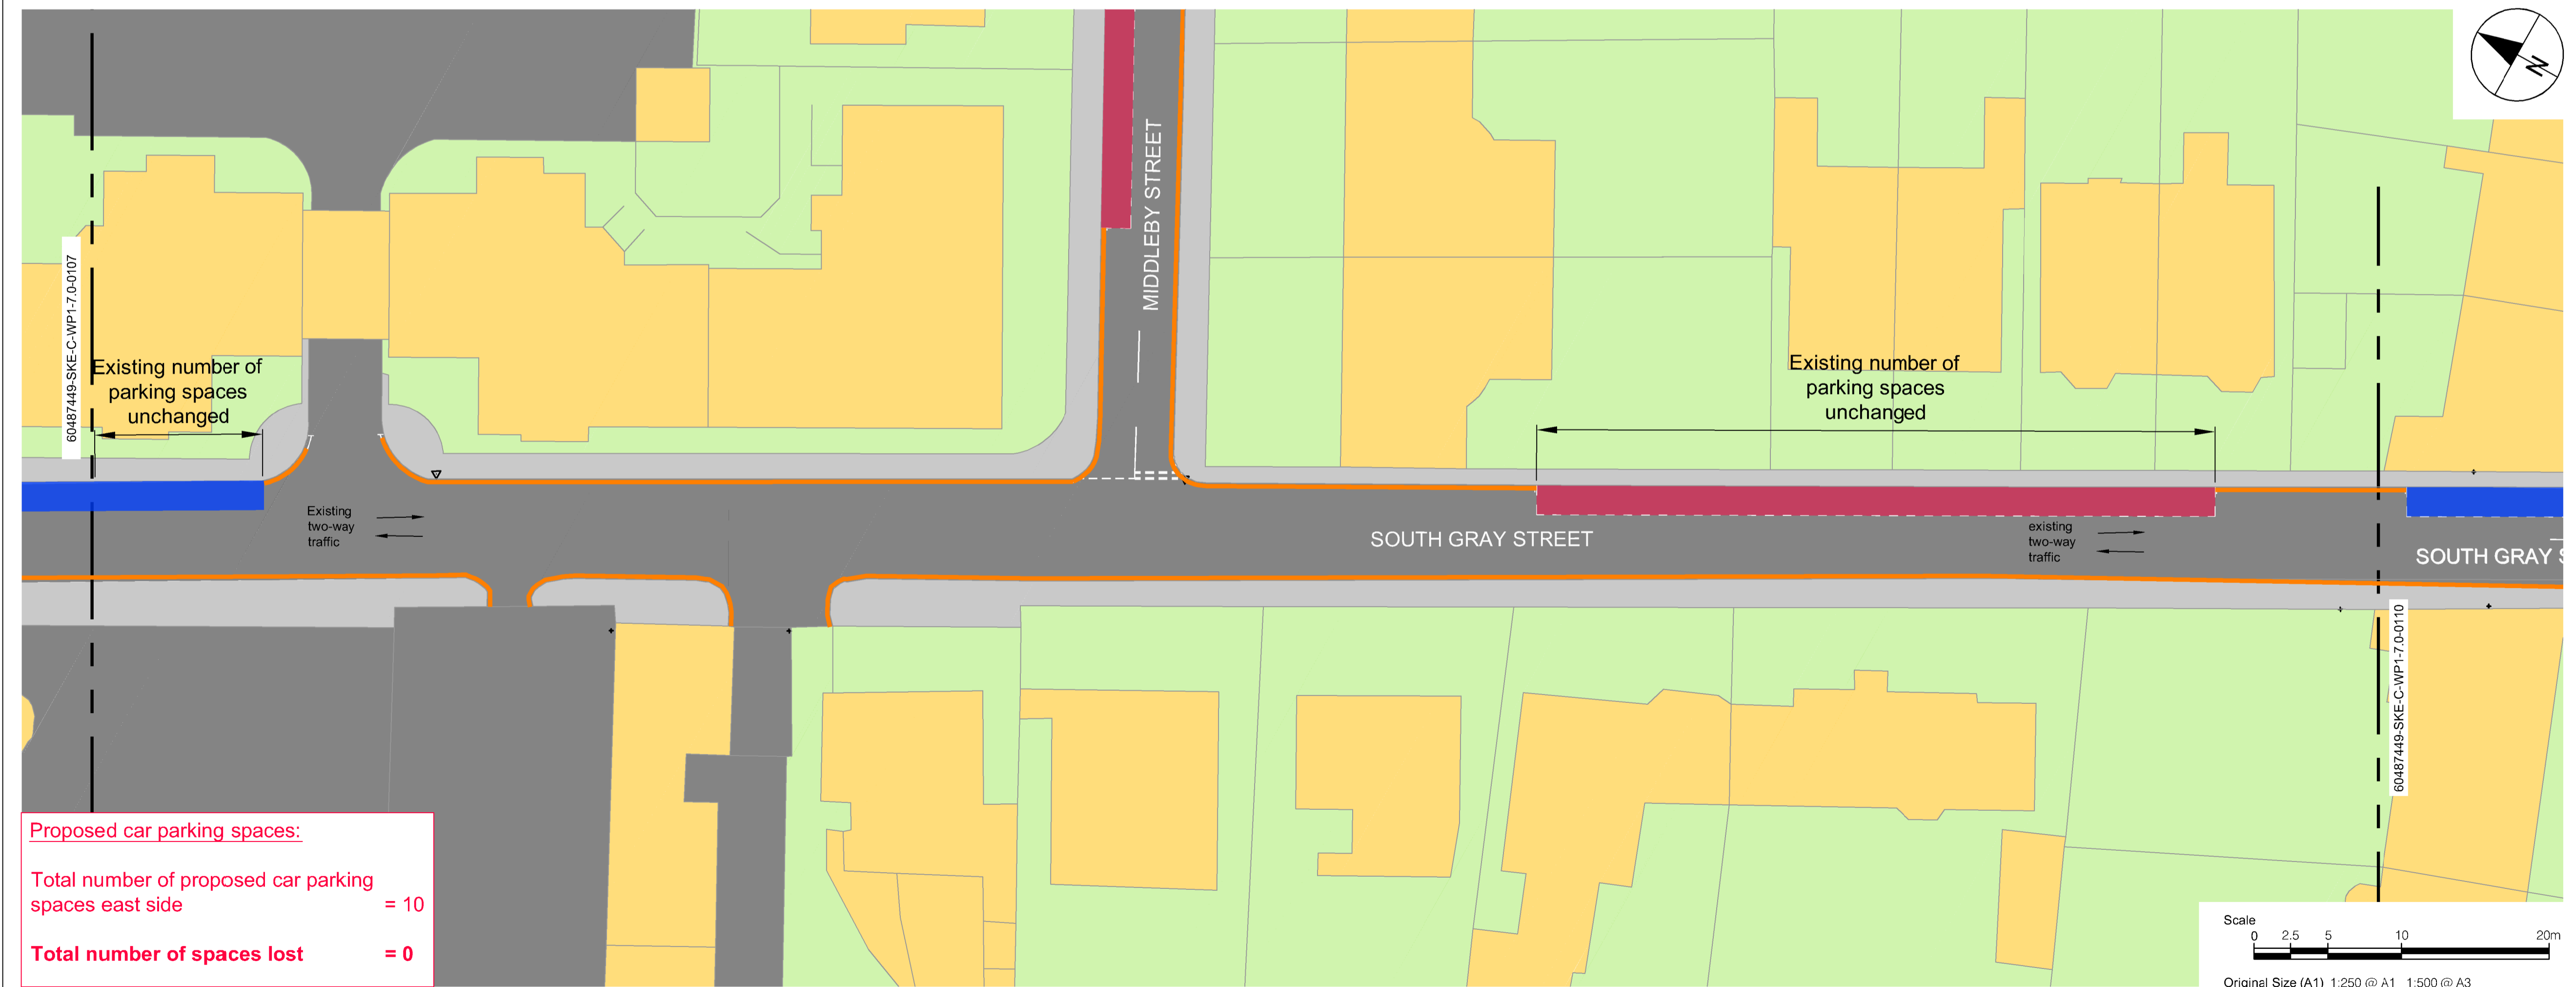 N
MIDDLEBY STREET
60487449-SKE-C-WP1-7.0-0107
Existing number of
parking spaces
unchanged
Existing number of
parking spaces
unchanged
Existing
two-way
traffic
SOUTH GRAY STREET
existing
two-way
traffic
SOUTH GRAY S
60487449-SKE-C-WP1-7.0-0110
Proposed car parking spaces:
Total number of proposed car parking
spaces east side = 10
Total number of spaces lost = 0
Scale
0 2.5 5 10 20m
Original Size (A1) 1:250 @ A1 1:500 @ A3